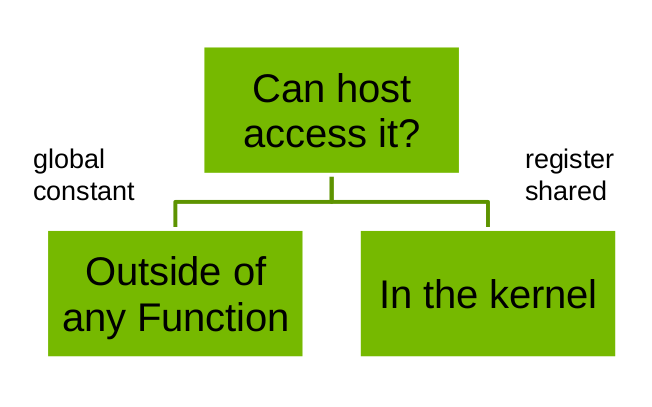 Can host
access it?
global
constant
register
shared
Outside of
any Function
In the kernel